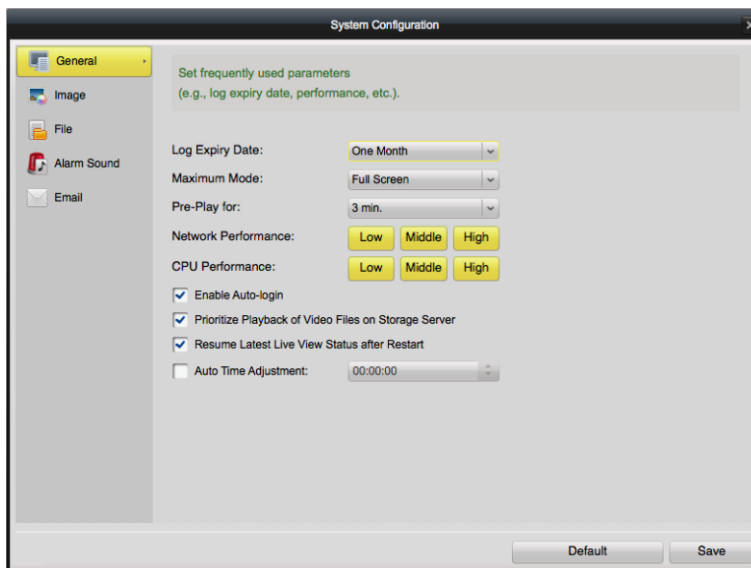 System Configuration
General
Image
File
Alarm Sound
Email
Set frequently used parameters
(e.g., log expiry date, performance, etc.).
Log Expiry Date: One Month
Maximum Mode: Full Screen
Pre-Play for: 3 min.
Network Performance: Low Middle High
CPU Performance: Low Middle High
Enable Auto-login
Prioritize Playback of Video Files on Storage Server
Resume Latest Live View Status after Restart
Auto Time Adjustment: 00:00:00
Default Save